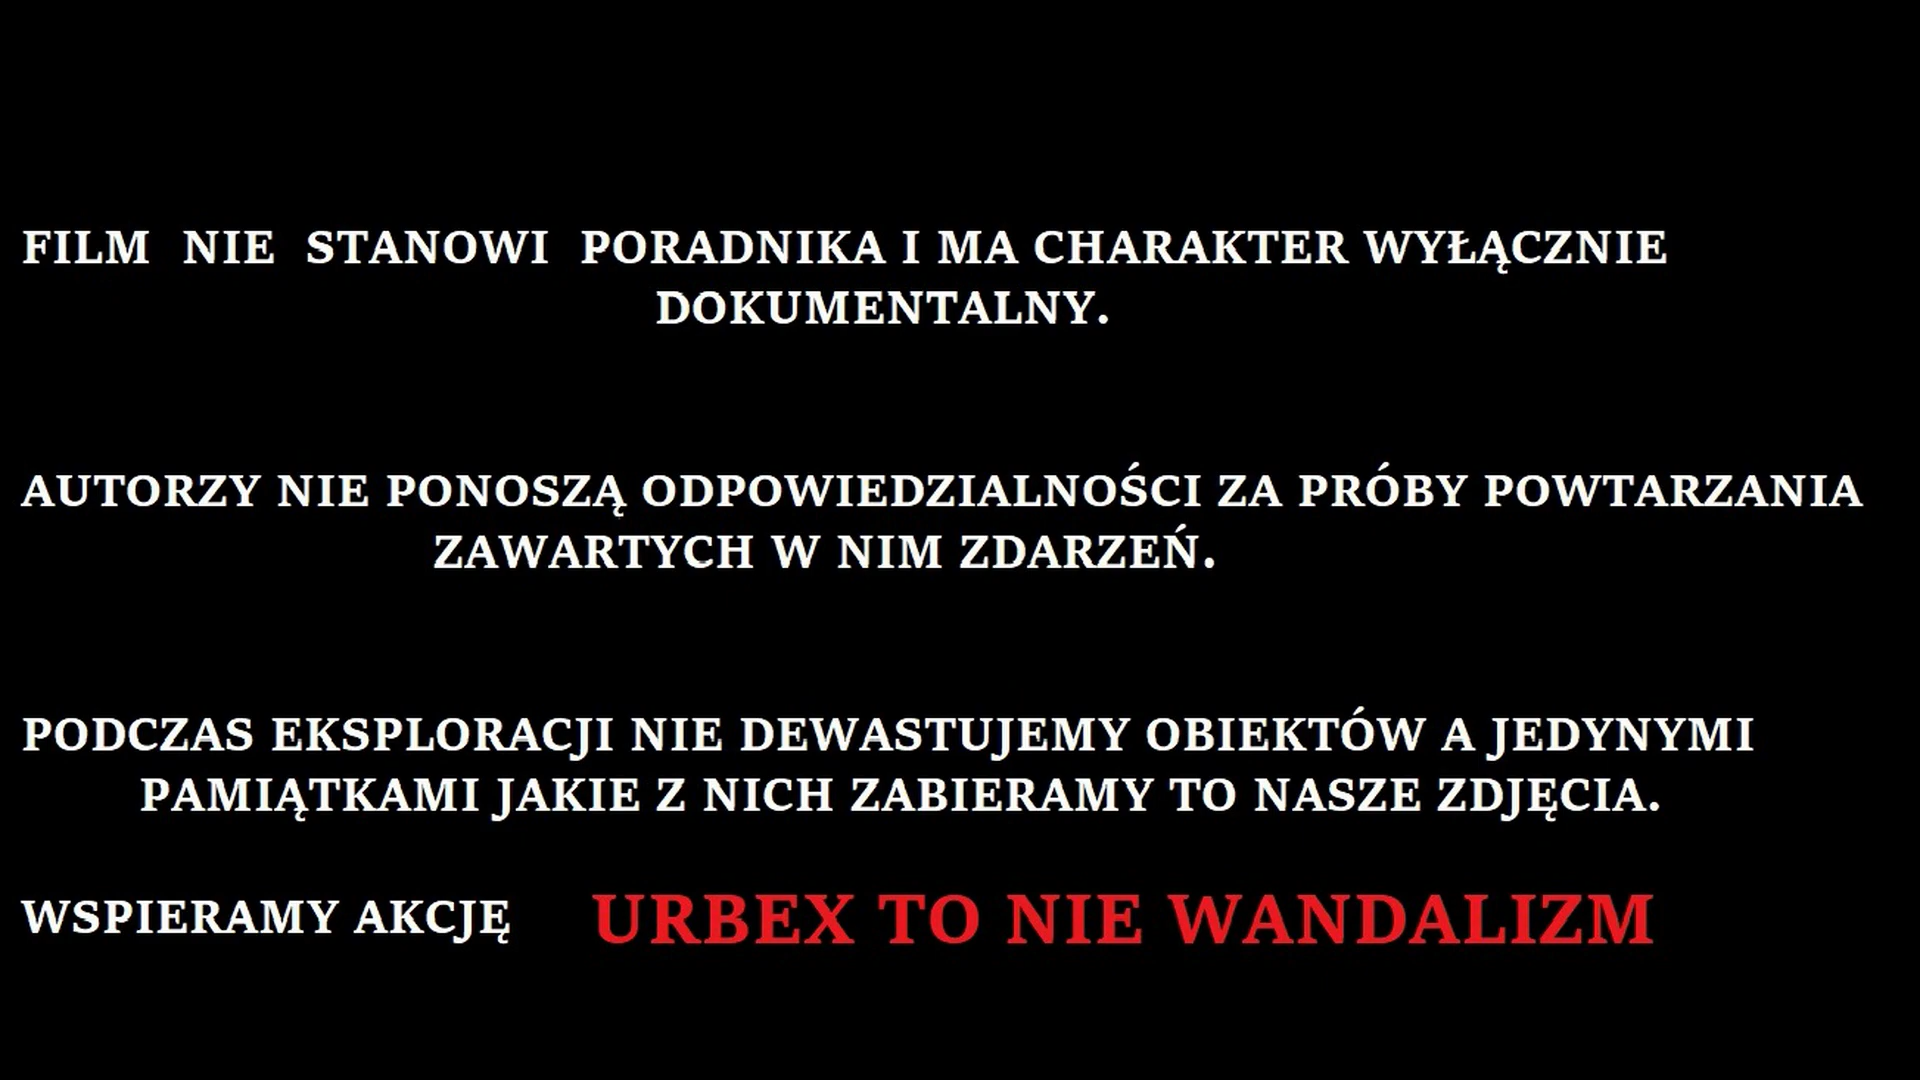 FILM NIE STANOWI PORADNIKA I MA CHARAKTER WYŁĄCZNIE
DOKUMENTALNY.
AUTORZY NIE PONOSZĄ ODPOWIEDZIALNOŚCI ZA PRÓBY POWTARZANIA
ZAWARTYCH W NIM ZDARZEŃ.
PODCZAS EKSPLORACJI NIE DEWASTUJEMY OBIEKTÓW A JEDYNYMI
PAMIĄTKAMI JAKIE Z NICH ZABIERAMY TO NASZE ZDJĘCIA.
WSPIERAMY AKCJĘ URBEX TO NIE WANDALIZM